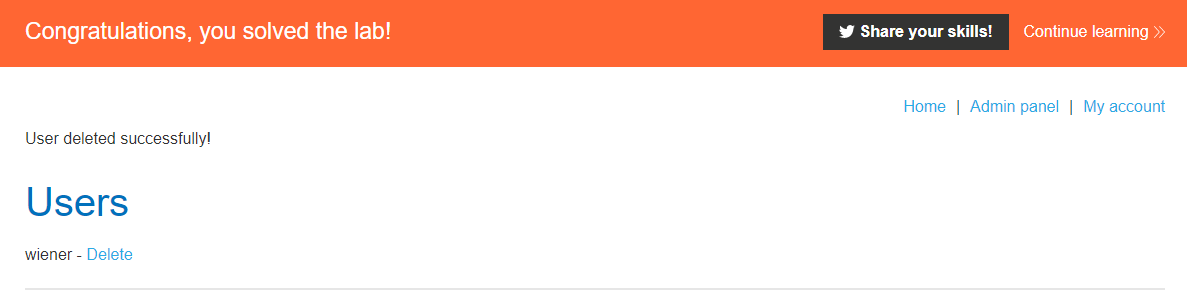 Congratulations, you solved the lab!
Share your skills!
Continue learning
Home | Admin panel | My account
User deleted successfully!
Users
wiener - Delete